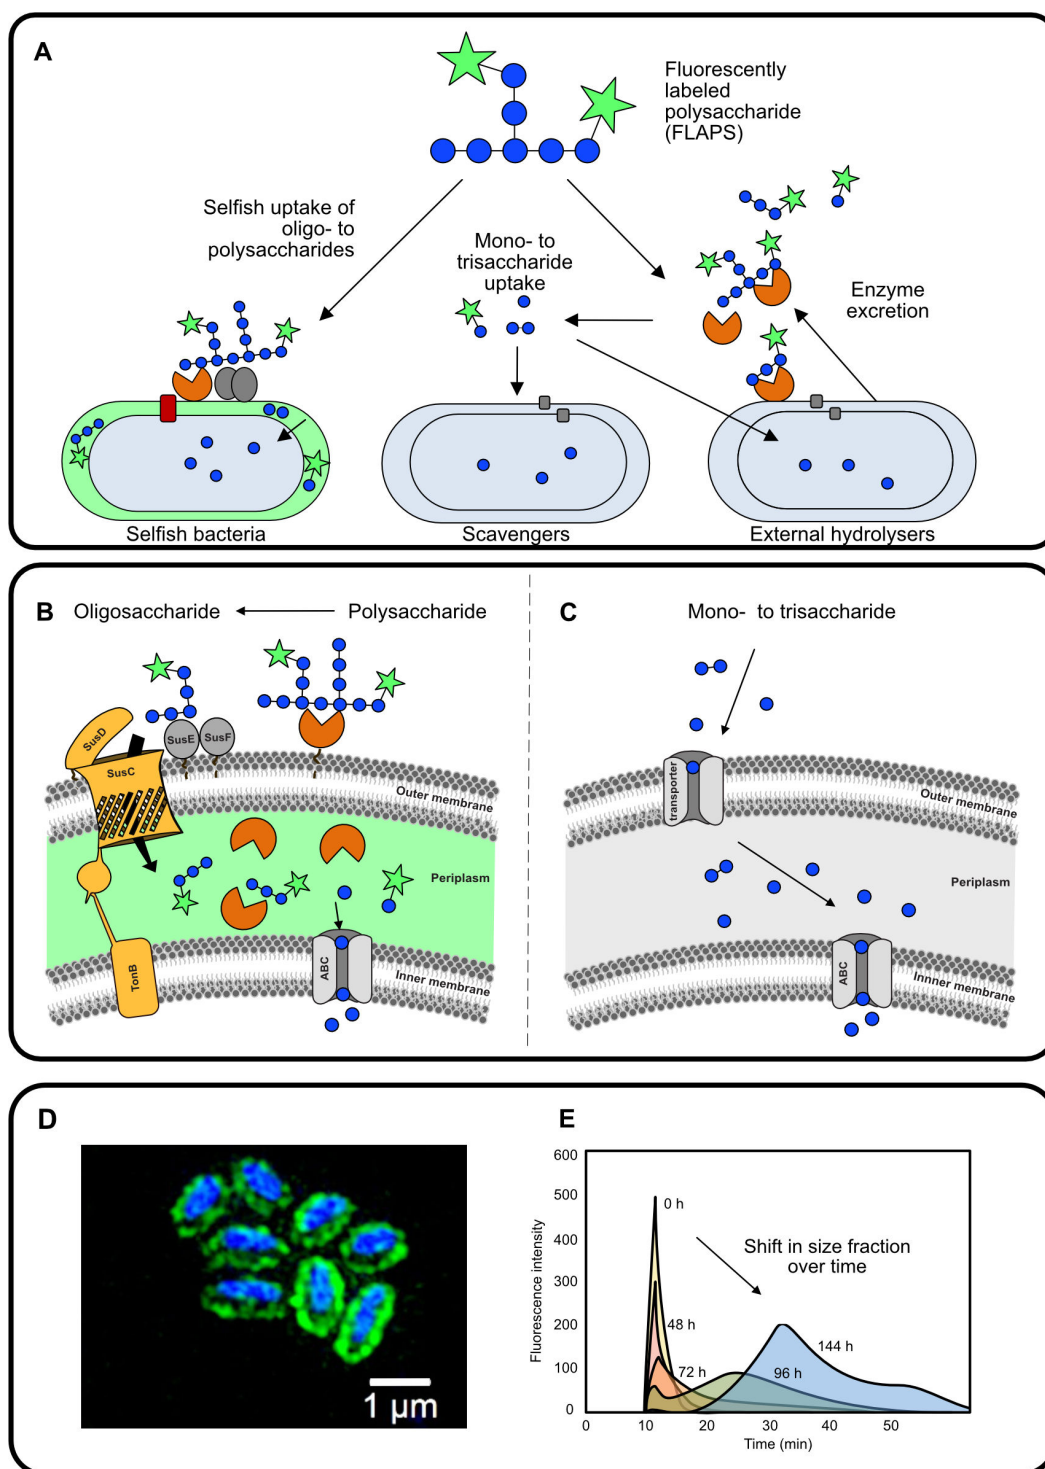 A
Fluorescently
labeled
polysaccharide
(FLAPS)
Selfish uptake of
oligo- to
polysaccharides
Mono- to
trisaccharide
uptake
Enzyme
excretion
Selfish bacteria
Scavengers
External hydrolysers
B
Oligosaccharide
Polysaccharide
SusD
SusE
SusF
SusC
Outer membrane
Periplasm
TonB
ABC
Inner membrane
C
Mono- to trisaccharide
transporter
Outer membrane
Periplasm
ABC
Innner membrane
D
1 µm
E
600
500
400
300
200
100
0
Fluorescence intensity
0 h
Shift in size fraction
over time
48 h
72 h
96 h
144 h
0
10
20
30
40
50
Time (min)